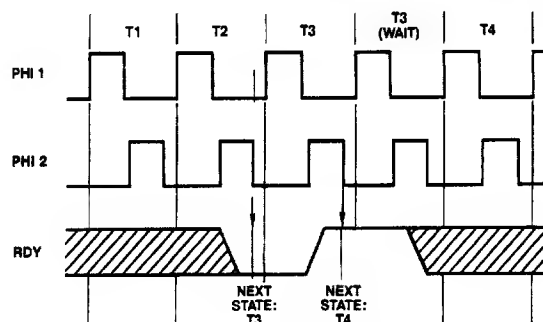 T1 T2 T3 T3 T4
(WAIT)
PHI 1
PHI 2
RDY
NEXT NEXT
STATE: STATE:
T3 T4